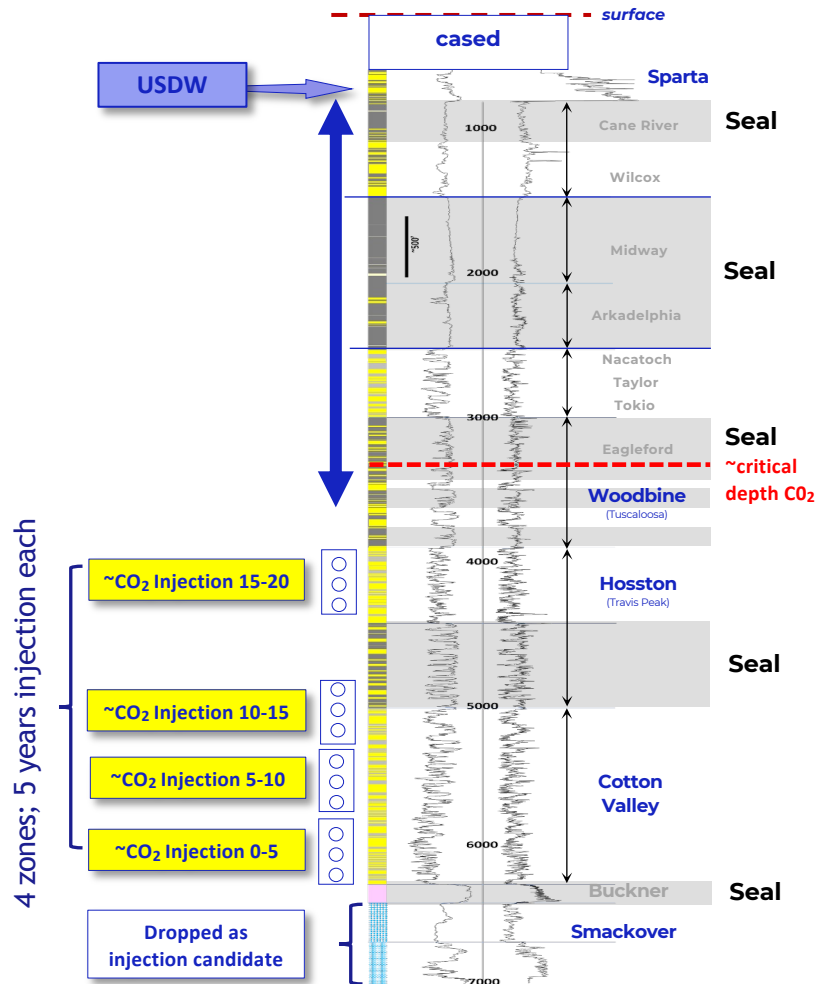 surface
cased
USDW
Sparta
Seal
1000
Cane River
Wilcox
~500'
Midway
Seal
2000
Arkadelphia
Nacatoch
Taylor
Tokio
3000
Seal
Eagleford
~critical
depth C0₂
Woodbine
(Tuscaloosa)
4000
~CO₂ Injection 15-20
Hosston
(Travis Peak)
4 zones; 5 years injection each
Seal
~CO₂ Injection 10-15
5000
~CO₂ Injection 5-10
Cotton
Valley
~CO₂ Injection 0-5
6000
Buckner
Seal
Dropped as
injection candidate
Smackover
7000